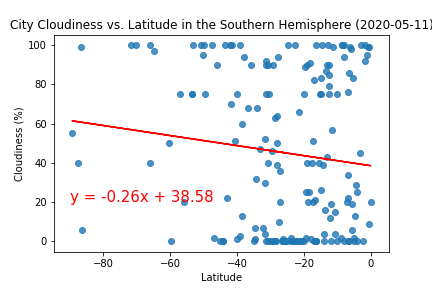 City Cloudiness vs. Latitude in the Southern Hemisphere (2020-05-11)
100
80
60
40
20
0
Cloudiness (%)
y = -0.26x + 38.58
−80 −60 −40 −20 0
Latitude